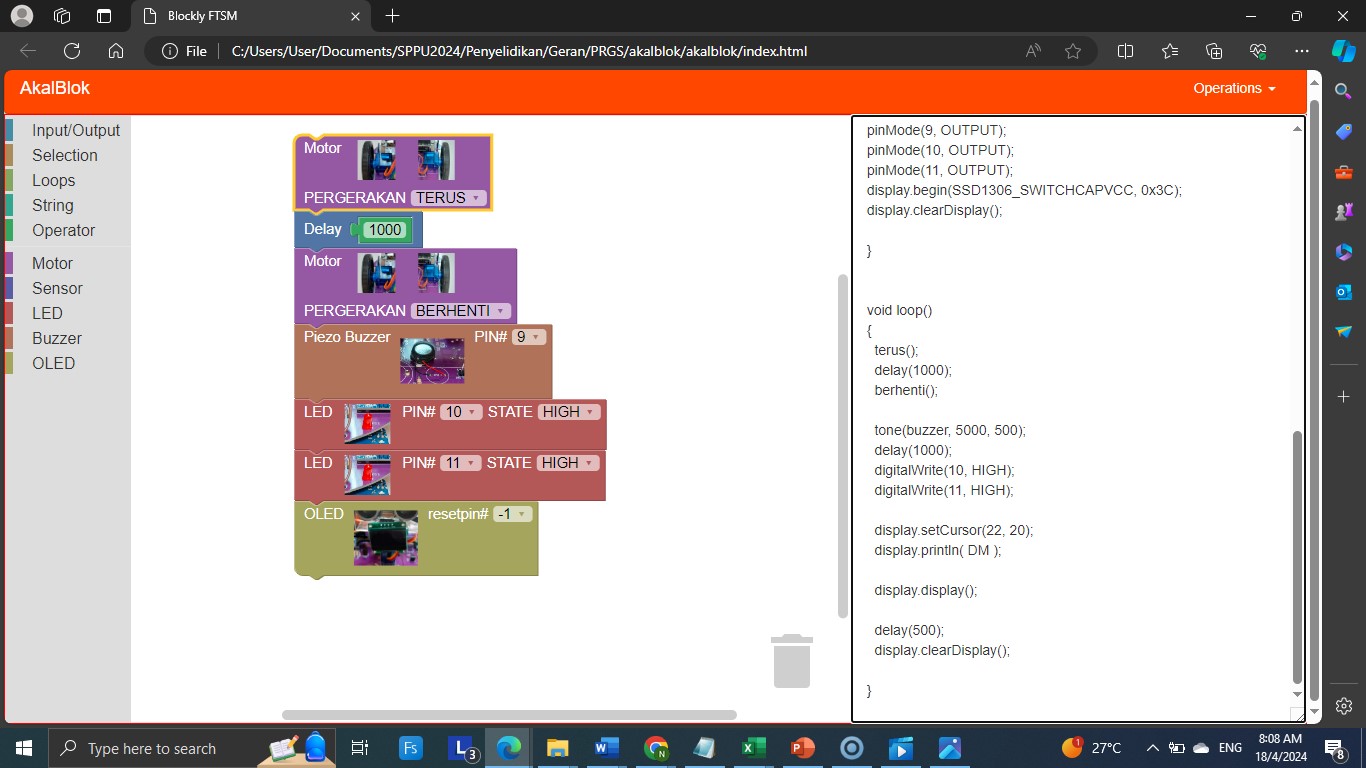 Blockly FTSM
File
C:/Users/User/Documents/SPPU2024/Penyelidikan/Geran/PRGS/akalblok/akalblok/index.html
AkalBlok
Operations
Input/Output
Selection
Loops
String
Operator
Motor
Sensor
LED
Buzzer
OLED
Motor
PERGERAKAN TERUS
Delay 1000
Motor
PERGERAKAN BERHENTI
Piezo Buzzer PIN# 9
LED PIN# 10 STATE HIGH
LED PIN# 11 STATE HIGH
OLED resetpin# -1
pinMode(9, OUTPUT);
pinMode(10, OUTPUT);
pinMode(11, OUTPUT);
display.begin(SSD1306_SWITCHCAPVCC, 0x3C);
display.clearDisplay();
}
void loop()
{
terus();
delay(1000);
berhenti();
tone(buzzer, 5000, 500);
delay(1000);
digitalWrite(10, HIGH);
digitalWrite(11, HIGH);
display.setCursor(22, 20);
display.println( DM );
display.display();
delay(500);
display.clearDisplay();
}
Type here to search
Fs
L 3
1
27°C
ENG
8:08 AM
18/4/2024
8